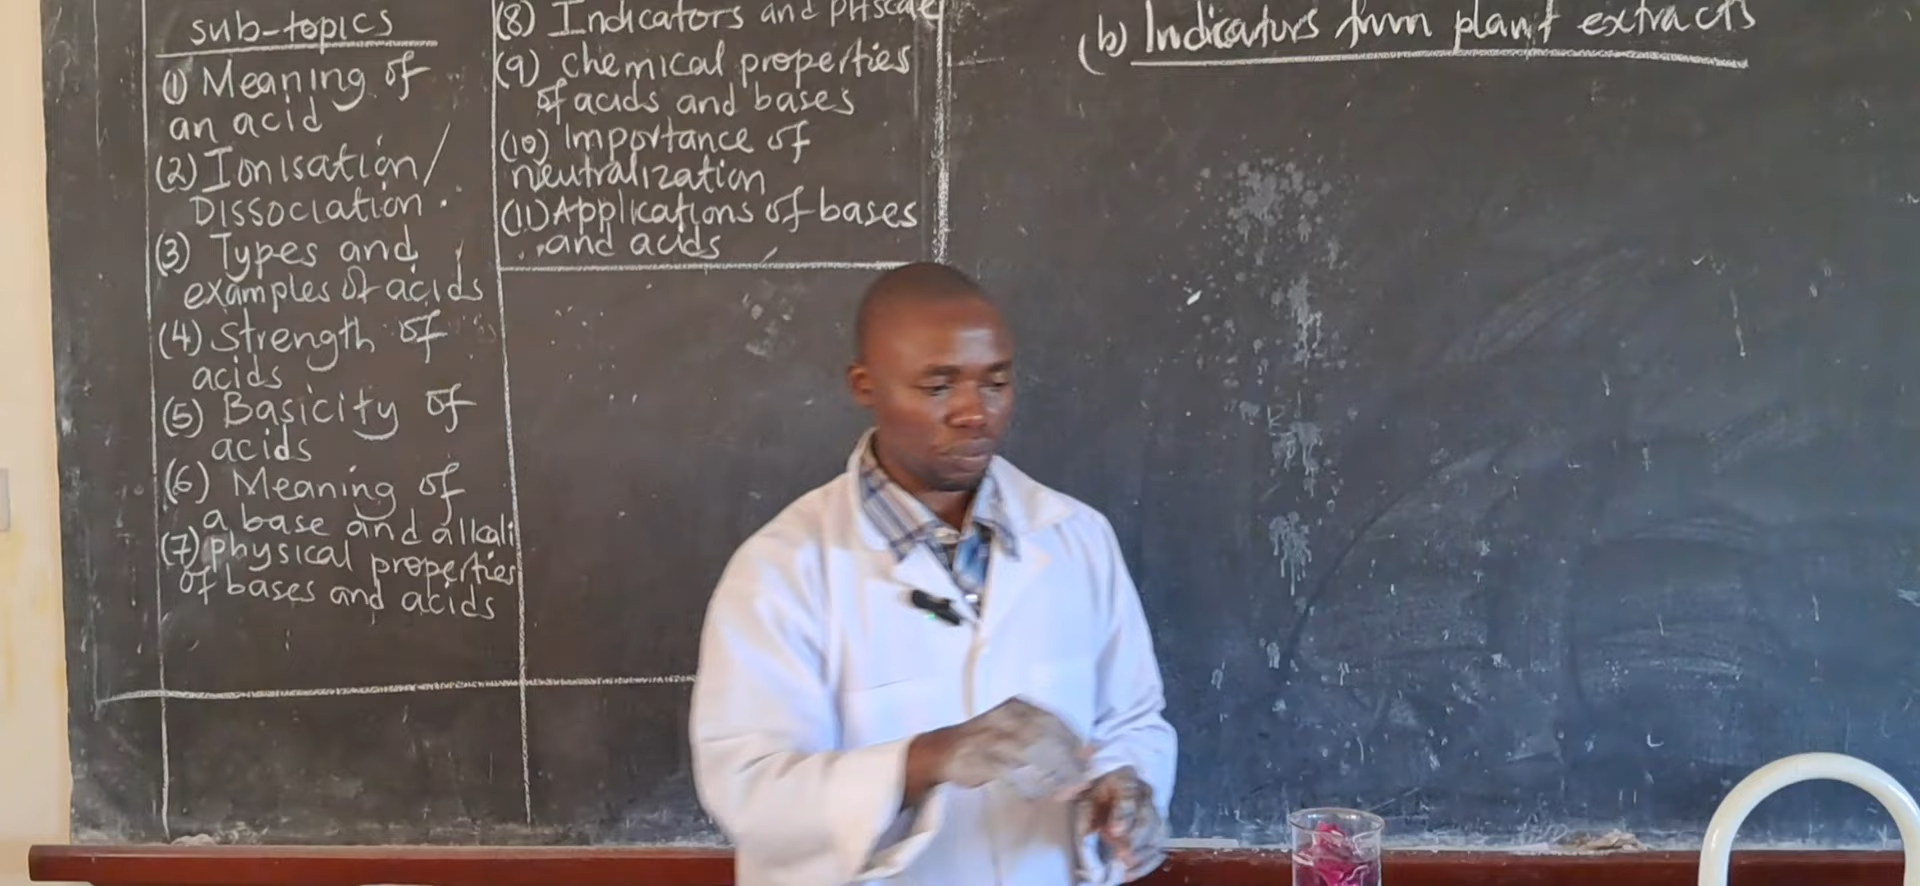 sub-topics
(1) Meaning of
an acid
(2) Ionisation/
Dissociation.
(3) Types and
examples of acids
(4) Strength of
acids
(5) Basicity of
acids
(6) Meaning of
a base and alkali
(7) physical properties
of bases and acids
(8) Indicators and pHscale
(9) chemical properties
of acids and bases
(10) Importance of
neutralization
(11) Applications of bases
and acids
(b) Indicators from plant extracts